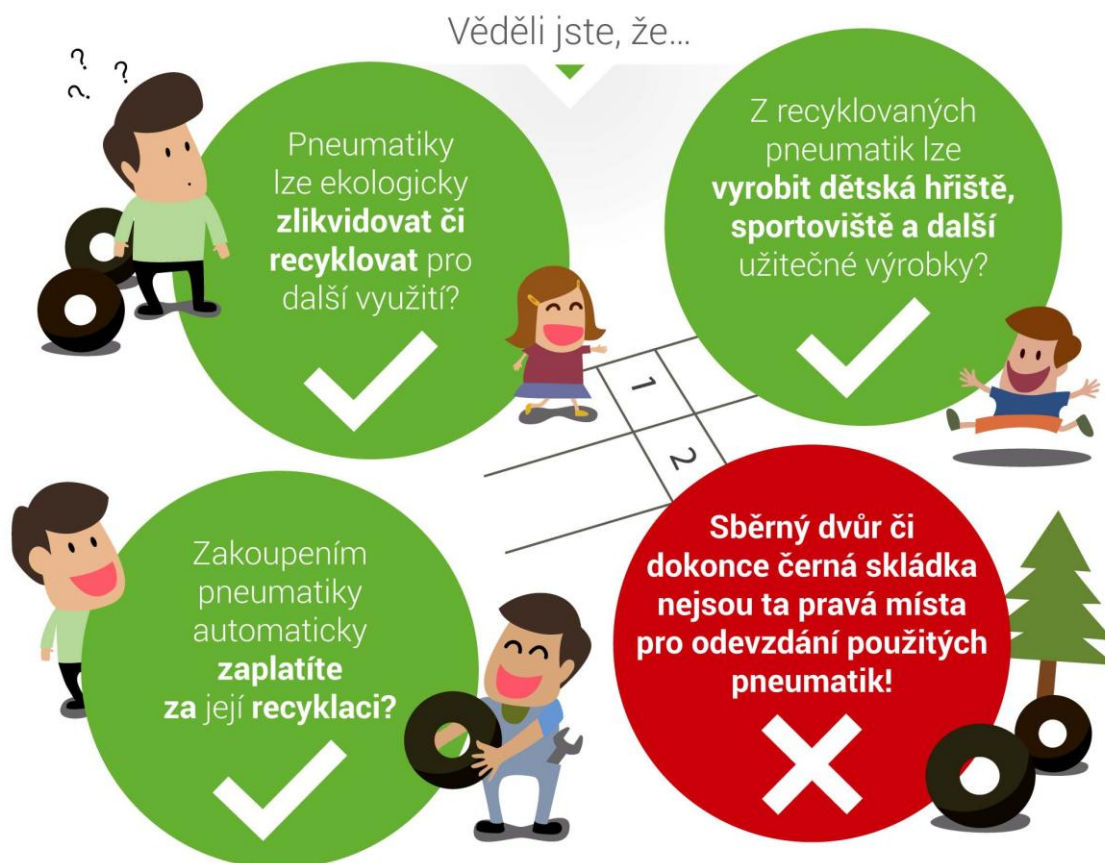 Věděli jste, že...
Pneumatiky
lze ekologicky
zlikvidovat či
recyklovat pro
další využití?
Z recyklovaných
pneumatik lze
vyrobit dětská hřiště,
sportoviště a další
užitečné výrobky?
1
2
Zakoupením
pneumatiky
automaticky
zaplatíte
za její recyklaci?
Sběrný dvůr či
dokonce černá skládka
nejsou ta pravá místa
pro odevzdání použitých
pneumatik!
? ? ?